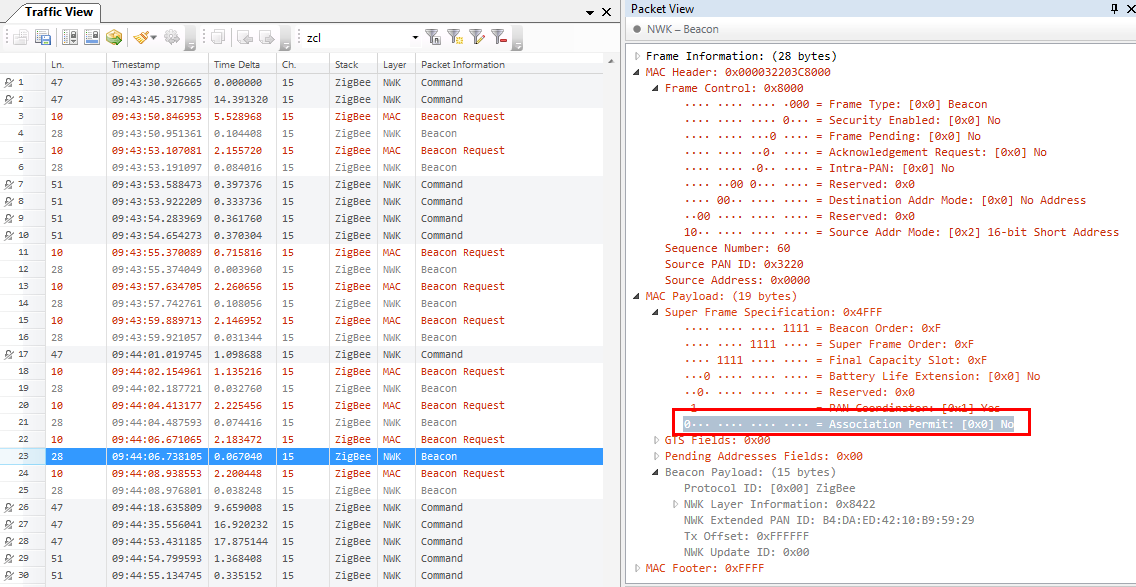 Traffic View
zcl
Ln. Timestamp Time Delta Ch. Stack Layer Packet Information
1 47 09:43:30.926665 0.000000 15 ZigBee NWK Command
2 47 09:43:45.317985 14.391320 15 ZigBee NWK Command
3 10 09:43:50.846953 5.528968 15 ZigBee MAC Beacon Request
4 28 09:43:50.951361 0.104408 15 ZigBee NWK Beacon
5 10 09:43:53.107081 2.155720 15 ZigBee MAC Beacon Request
6 28 09:43:53.191097 0.084016 15 ZigBee NWK Beacon
7 51 09:43:53.588473 0.397376 15 ZigBee NWK Command
8 51 09:43:53.922209 0.333736 15 ZigBee NWK Command
9 51 09:43:54.283969 0.361760 15 ZigBee NWK Command
10 51 09:43:54.654273 0.370304 15 ZigBee NWK Command
11 10 09:43:55.370089 0.715816 15 ZigBee MAC Beacon Request
12 28 09:43:55.374049 0.003960 15 ZigBee NWK Beacon
13 10 09:43:57.634705 2.260656 15 ZigBee MAC Beacon Request
14 28 09:43:57.742761 0.108056 15 ZigBee NWK Beacon
15 10 09:43:59.889713 2.146952 15 ZigBee MAC Beacon Request
16 28 09:43:59.921057 0.031344 15 ZigBee NWK Beacon
17 47 09:44:01.019745 1.098688 15 ZigBee NWK Command
18 10 09:44:02.154961 1.135216 15 ZigBee MAC Beacon Request
19 28 09:44:02.187721 0.032760 15 ZigBee NWK Beacon
20 10 09:44:04.413177 2.225456 15 ZigBee MAC Beacon Request
21 28 09:44:04.487593 0.074416 15 ZigBee NWK Beacon
22 10 09:44:06.671065 2.183472 15 ZigBee MAC Beacon Request
23 28 09:44:06.738105 0.067040 15 ZigBee NWK Beacon
24 10 09:44:08.938553 2.200448 15 ZigBee MAC Beacon Request
25 28 09:44:08.976801 0.038248 15 ZigBee NWK Beacon
26 47 09:44:18.635809 9.659008 15 ZigBee NWK Command
27 47 09:44:35.556041 16.920232 15 ZigBee NWK Command
28 47 09:44:53.431185 17.875144 15 ZigBee NWK Command
29 51 09:44:54.799593 1.368408 15 ZigBee NWK Command
30 51 09:44:55.134745 0.335152 15 ZigBee NWK Command
Packet View
NWK – Beacon
Frame Information: (28 bytes)
MAC Header: 0x000032203C8000
Frame Control: 0x8000
···· ···· ···· ·000 = Frame Type: [0x0] Beacon
···· ···· ···· 0··· = Security Enabled: [0x0] No
···· ···· ···0 ···· = Frame Pending: [0x0] No
···· ···· ··0· ···· = Acknowledgement Request: [0x0] No
···· ···· ·0·· ···· = Intra-PAN: [0x0] No
···· ··00 0··· ···· = Reserved: 0x0
···· 00·· ···· ···· = Destination Addr Mode: [0x0] No Address
··00 ···· ···· ···· = Reserved: 0x0
10·· ···· ···· ···· = Source Addr Mode: [0x2] 16-bit Short Address
Sequence Number: 60
Source PAN ID: 0x3220
Source Address: 0x0000
MAC Payload: (19 bytes)
Super Frame Specification: 0x4FFF
···· ···· ···· 1111 = Beacon Order: 0xF
···· ···· 1111 ···· = Super Frame Order: 0xF
···· 1111 ···· ···· = Final Capacity Slot: 0xF
···0 ···· ···· ···· = Battery Life Extension: [0x0] No
··0· ···· ···· ···· = Reserved: 0x0
·1·· ···· ···· ···· = PAN Coordinator: [0x1] Yes
0··· ···· ···· ···· = Association Permit: [0x0] No
GTS Fields: 0x00
Pending Addresses Fields: 0x00
Beacon Payload: (15 bytes)
Protocol ID: [0x00] ZigBee
NWK Layer Information: 0x8422
NWK Extended PAN ID: B4:DA:ED:42:10:B9:59:29
Tx Offset: 0xFFFFFF
NWK Update ID: 0x00
MAC Footer: 0xFFFF